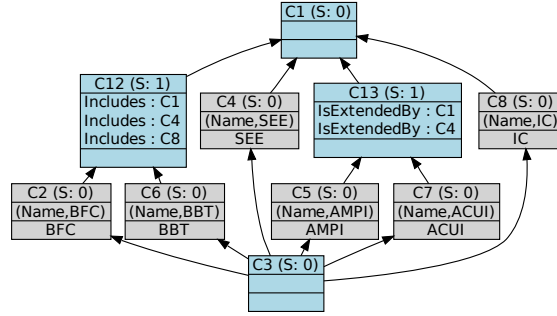 C1 (S: 0)
C12 (S: 1)
Includes : C1
Includes : C4
Includes : C8
C4 (S: 0)
(Name,SEE)
SEE
C13 (S: 1)
IsExtendedBy : C1
IsExtendedBy : C4
C8 (S: 0)
(Name,IC)
IC
C2 (S: 0)
(Name,BFC)
BFC
C6 (S: 0)
(Name,BBT)
BBT
C5 (S: 0)
(Name,AMPI)
AMPI
C7 (S: 0)
(Name,ACUI)
ACUI
C3 (S: 0)